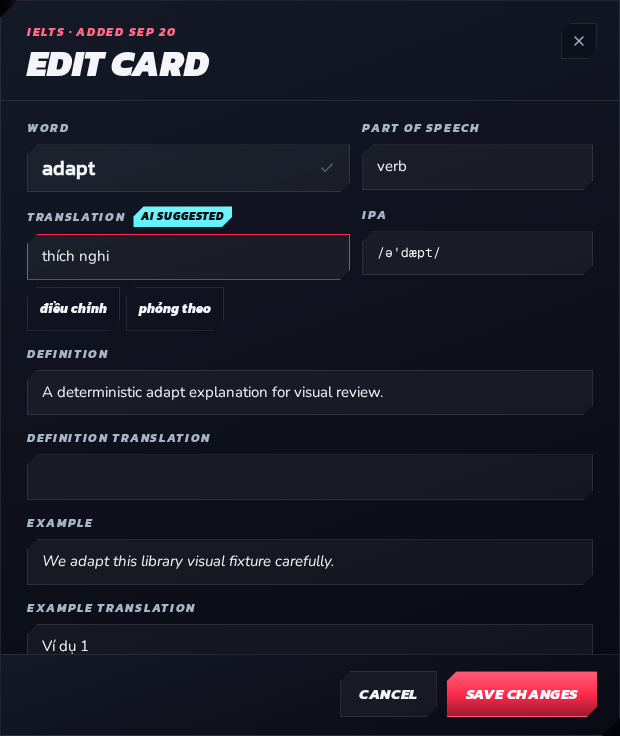 IELTS · ADDED SEP 20
EDIT CARD
WORD
adapt
PART OF SPEECH
verb
TRANSLATION AI SUGGESTED
thích nghi
điều chỉnh phỏng theo
IPA
/ə'dæpt/
DEFINITION
A deterministic adapt explanation for visual review.
DEFINITION TRANSLATION
EXAMPLE
We adapt this library visual fixture carefully.
EXAMPLE TRANSLATION
Ví dụ 1
CANCEL SAVE CHANGES